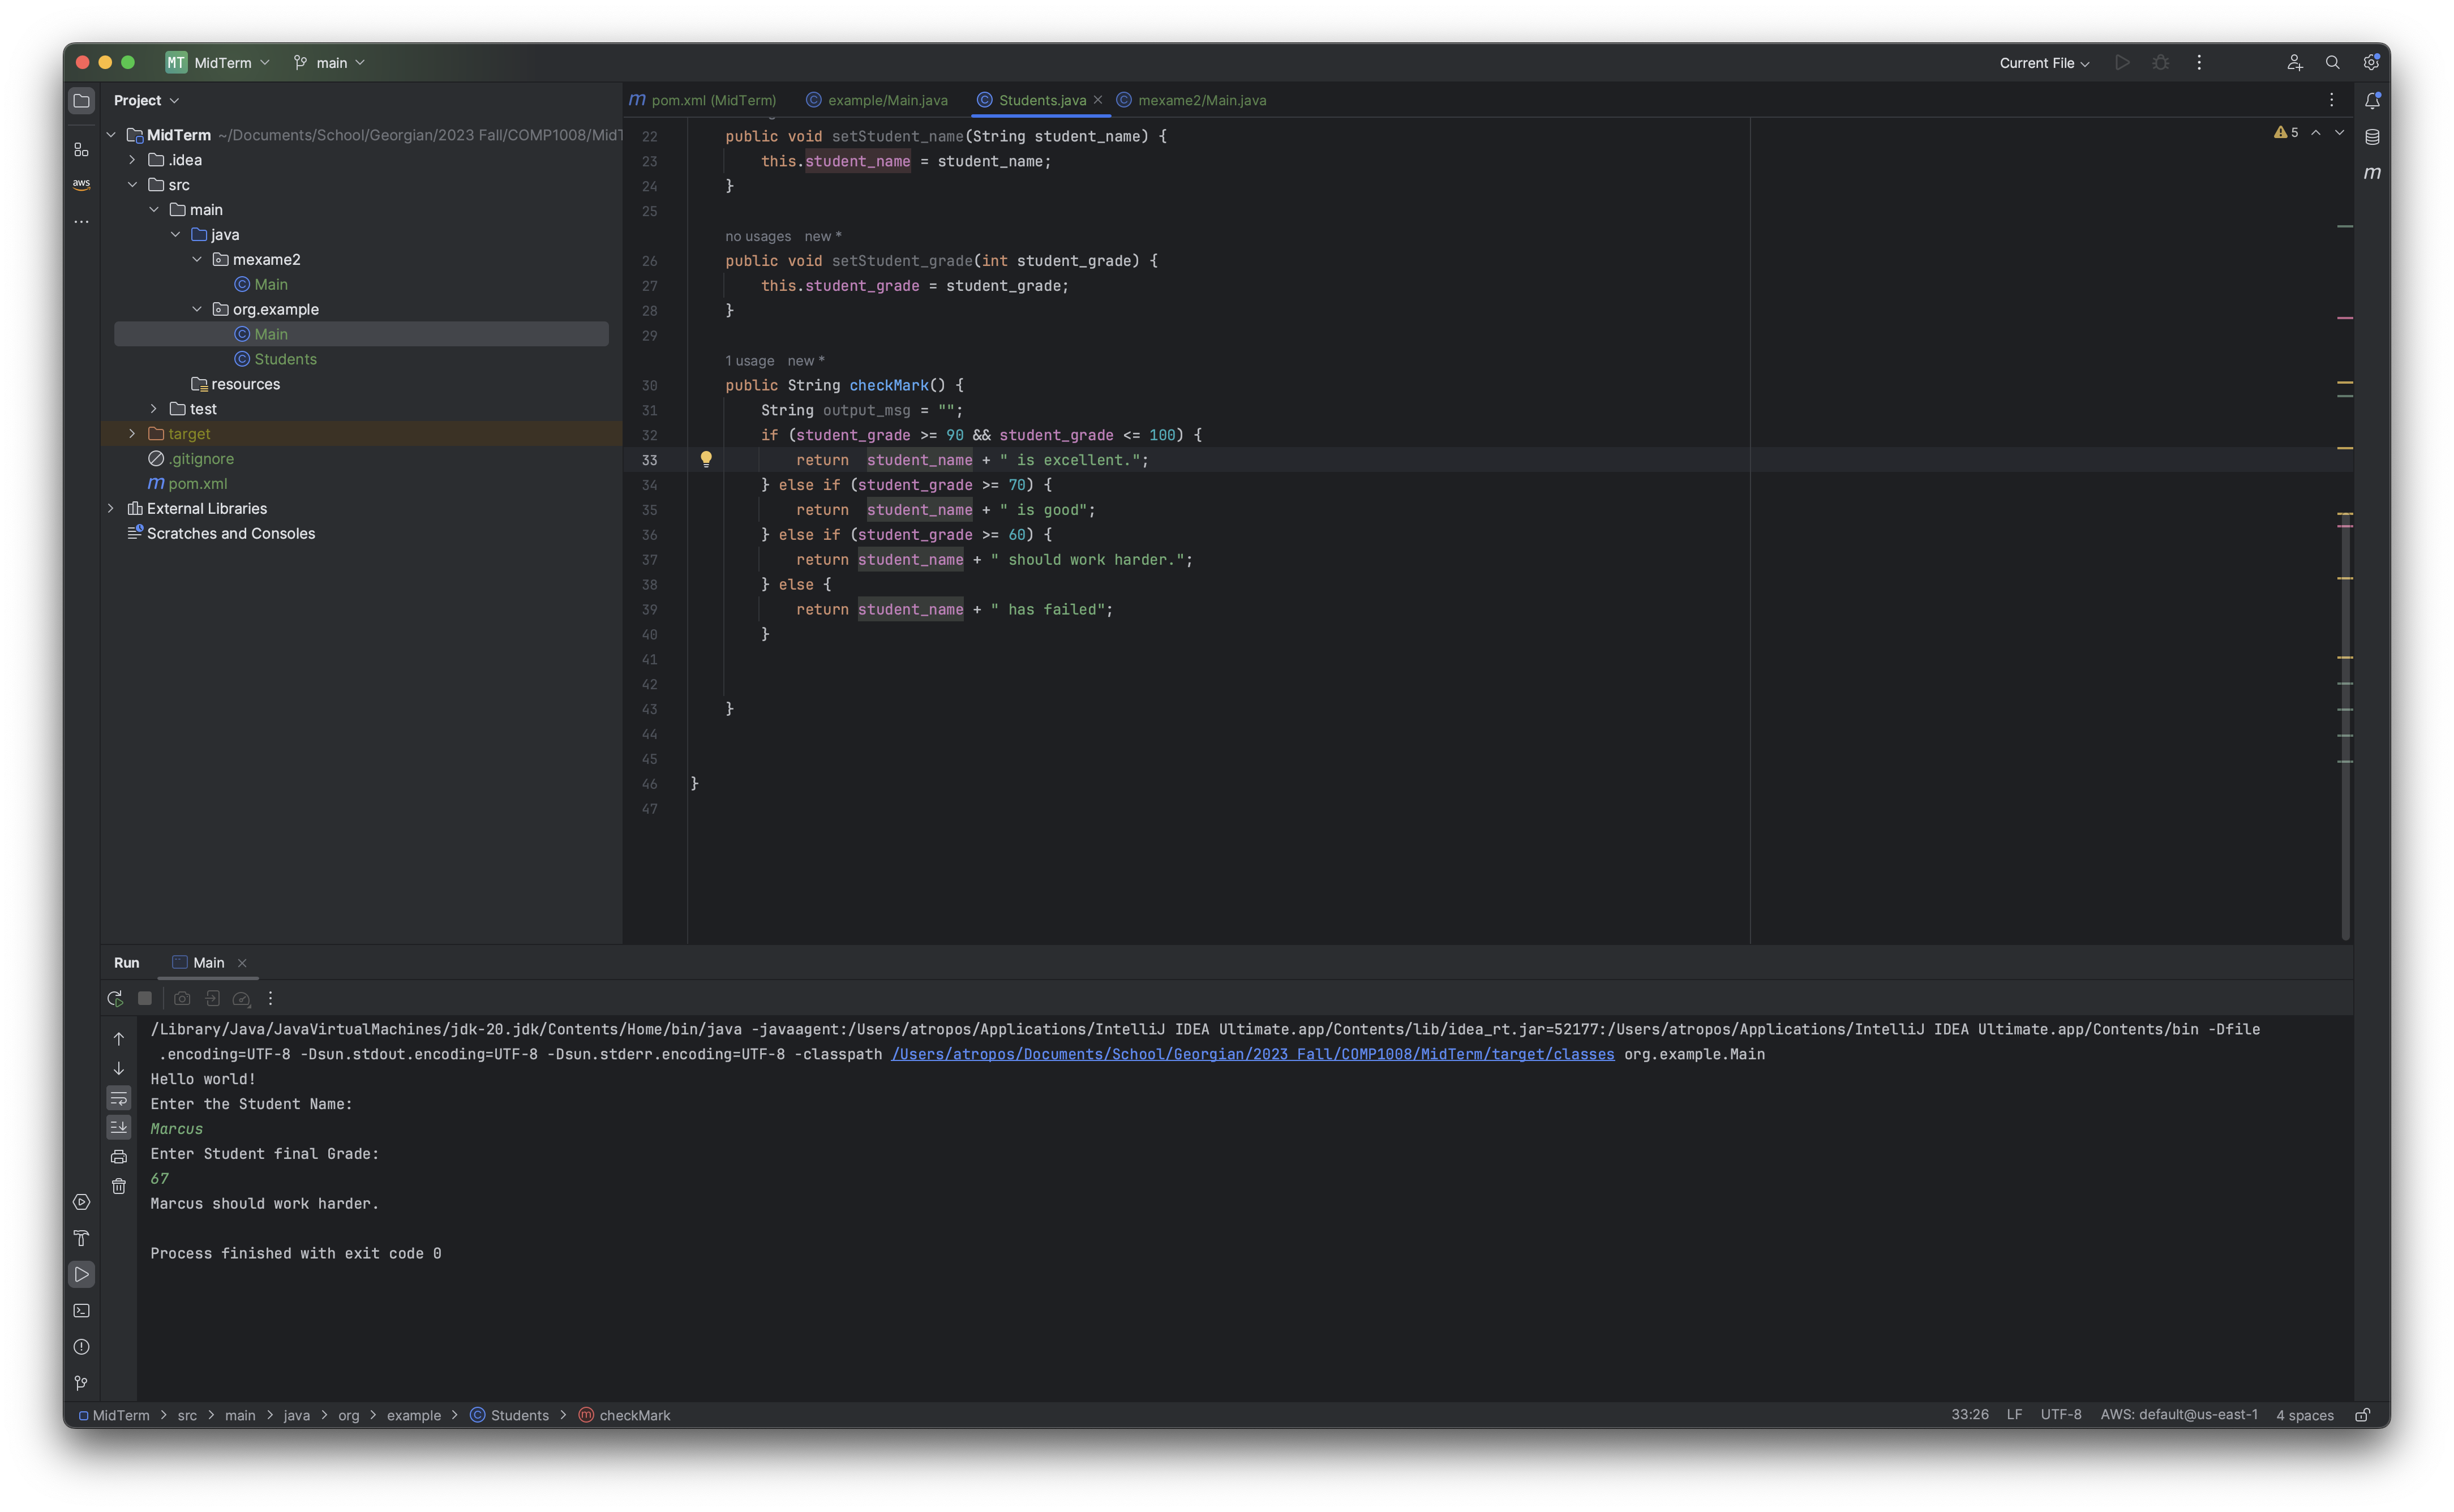 MT MidTerm main Current File
Project
pom.xml (MidTerm) example/Main.java Students.java mexame2/Main.java
MidTerm ~/Documents/School/Georgian/2023 Fall/COMP1008/MidT
.idea
src
main
java
mexame2
Main
org.example
Main
Students
resources
test
target
.gitignore
pom.xml
External Libraries
Scratches and Consoles
aws
5
22 public void setStudent_name(String student_name) {
23 this.student_name = student_name;
24 }
25
no usages new *
26 public void setStudent_grade(int student_grade) {
27 this.student_grade = student_grade;
28 }
29
1 usage new *
30 public String checkMark() {
31 String output_msg = "";
32 if (student_grade >= 90 && student_grade <= 100) {
33 return  student_name + " is excellent.";
34 } else if (student_grade >= 70) {
35 return  student_name + " is good";
36 } else if (student_grade >= 60) {
37 return student_name + " should work harder.";
38 } else {
39 return student_name + " has failed";
40 }
41
42
43 }
44
45
46 }
47
Run Main
/Library/Java/JavaVirtualMachines/jdk-20.jdk/Contents/Home/bin/java -javaagent:/Users/atropos/Applications/IntelliJ IDEA Ultimate.app/Contents/lib/idea_rt.jar=52177:/Users/atropos/Applications/IntelliJ IDEA Ultimate.app/Contents/bin -Dfile
.encoding=UTF-8 -Dsun.stdout.encoding=UTF-8 -Dsun.stderr.encoding=UTF-8 -classpath /Users/atropos/Documents/School/Georgian/2023 Fall/COMP1008/MidTerm/target/classes org.example.Main
Hello world!
Enter the Student Name:
Marcus
Enter Student final Grade:
67
Marcus should work harder.
Process finished with exit code 0
MidTerm > src > main > java > org > example > Students > checkMark
33:26 LF UTF-8 AWS: default@us-east-1 4 spaces